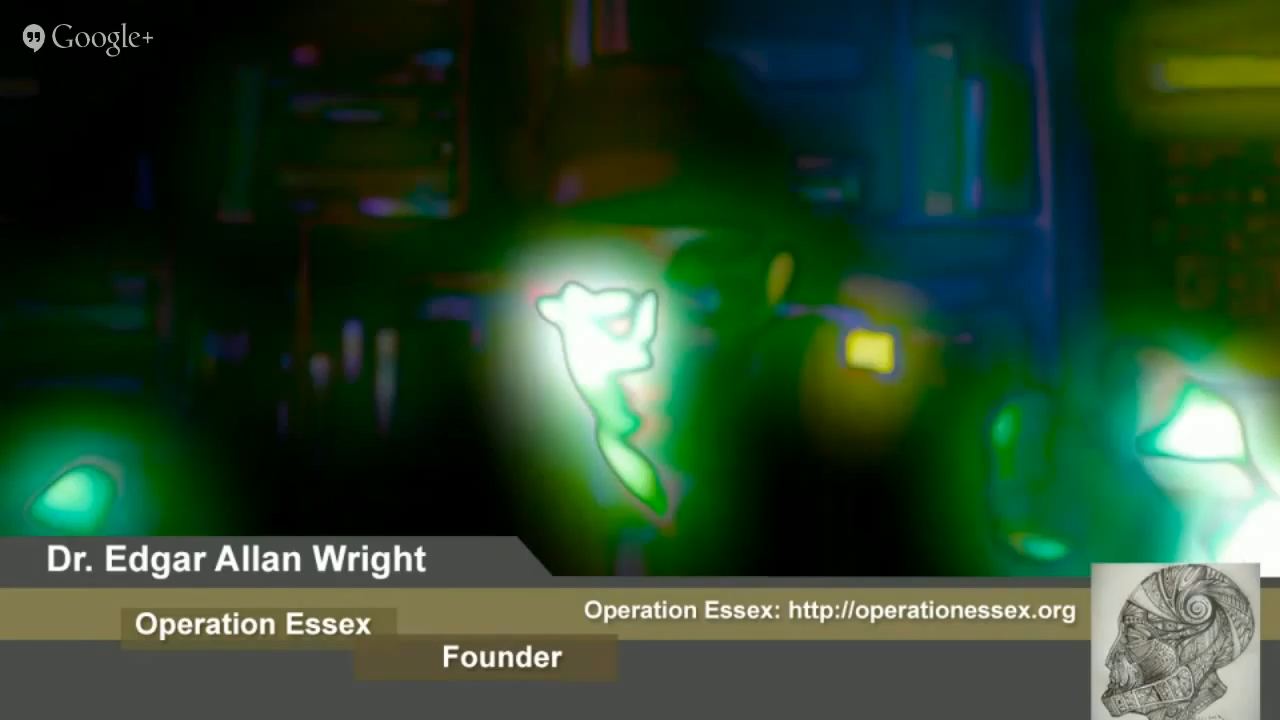 Google+
Dr. Edgar Allan Wright
Operation Essex: http://operationessex.org
Operation Essex
Founder